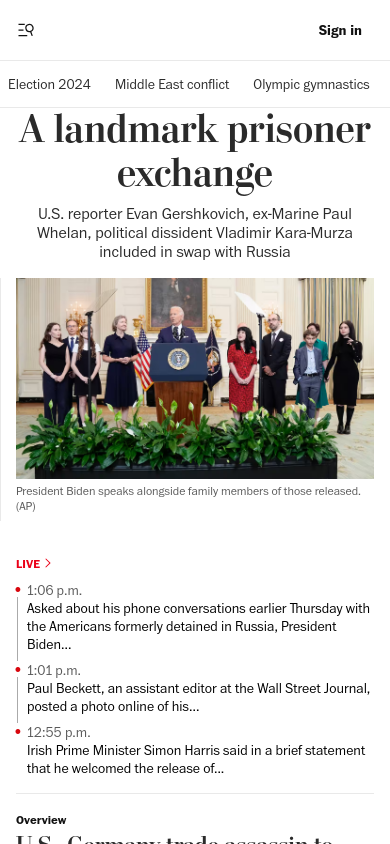 Sign in
Election 2024
Middle East conflict
Olympic gymnastics
A landmark prisoner
exchange
U.S. reporter Evan Gershkovich, ex-Marine Paul
Whelan, political dissident Vladimir Kara-Murza
included in swap with Russia
President Biden speaks alongside family members of those released.
(AP)
LIVE
1:06 p.m.
Asked about his phone conversations earlier Thursday with
the Americans formerly detained in Russia, President
Biden...
1:01 p.m.
Paul Beckett, an assistant editor at the Wall Street Journal,
posted a photo online of his...
12:55 p.m.
Irish Prime Minister Simon Harris said in a brief statement
that he welcomed the release of...
Overview
U.S., Germany trade assassin to